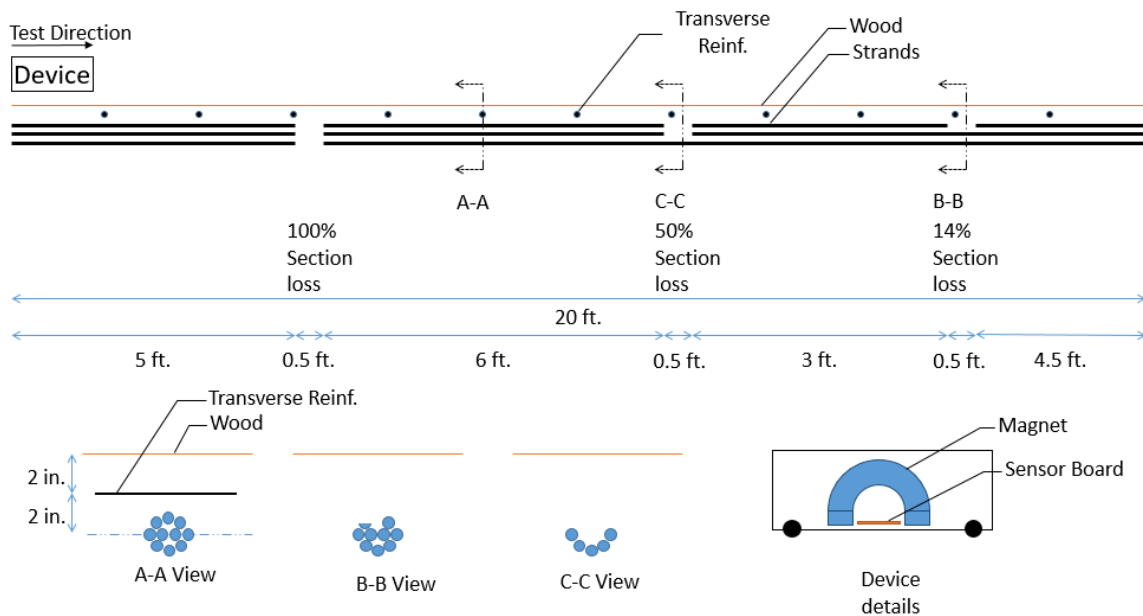 Test Direction
Device
Transverse
Reinf.
Wood
Strands
A-A
C-C
B-B
100%
Section
loss
50%
Section
loss
14%
Section
loss
20 ft.
5 ft.
0.5 ft.
6 ft.
0.5 ft.
3 ft.
0.5 ft.
4.5 ft.
Transverse Reinf.
Wood
2 in.
2 in.
A-A View
B-B View
C-C View
Magnet
Sensor Board
Device
details